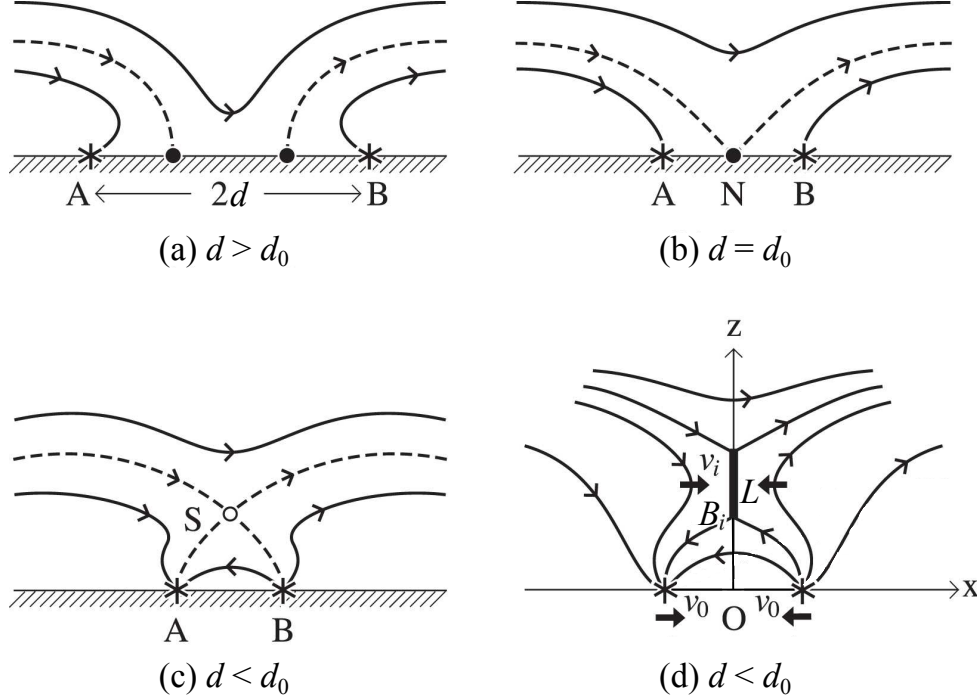 A 2d B
A N B
(a) d > d₀
(b) d = d₀
z
S
vᵢ L
Bᵢ
A B
v₀ O v₀ x
(c) d < d₀
(d) d < d₀